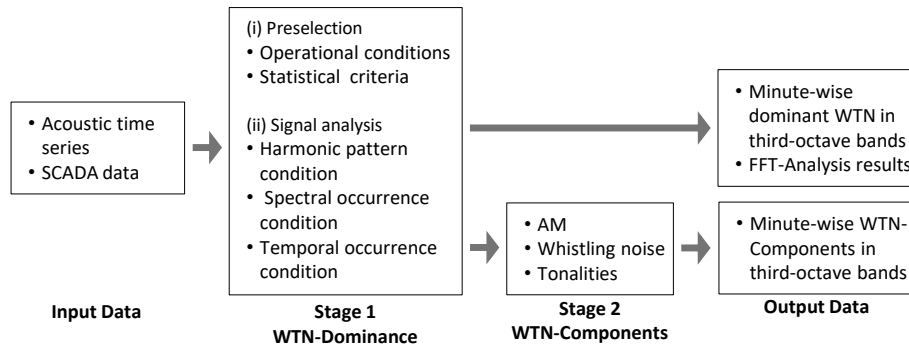 • Acoustic time
series
• SCADA data
Input Data
(i) Preselection
• Operational conditions
• Statistical criteria
(ii) Signal analysis
• Harmonic pattern
condition
• Spectral occurrence
condition
• Temporal occurrence
condition
Stage 1
WTN-Dominance
• AM
• Whistling noise
• Tonalities
Stage 2
WTN-Components
• Minute-wise
dominant WTN in
third-octave bands
• FFT-Analysis results
• Minute-wise WTN-
Components in
third-octave bands
Output Data